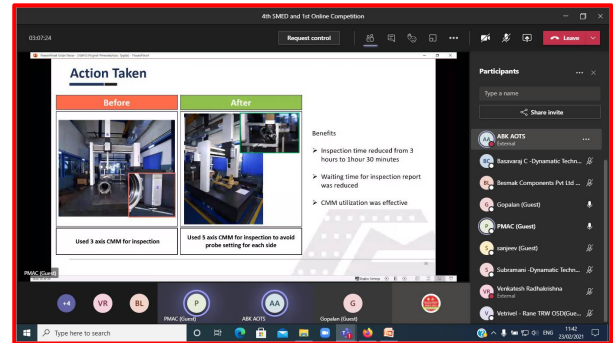 4th SMED and 1st Online Competition
03:07:24
Request control
Leave
Action Taken
Before
After
Used 3 axis CMM for inspection
Used 5 axis CMM for inspection to avoid
probe setting for each side
Benefits
Inspection time reduced from 3
hours to 1hour 30 minutes
Waiting time for inspection report
was reduced
CMM utilization was effective
PMAC (Guest)
Participants
Type a name
Share invite
AA
ABK AOTS
External
Basavaraj C -Dynamatic Techn...
BL
Besmak Components Pvt Ltd ...
G
Gopalan (Guest)
P
PMAC (Guest)
sanjeev (Guest)
Subramani -Dynamatic Techn...
VR
Venkatesh Radhakrishna
External
V
Vetrivel - Rane TRW OSD(Gue...
+4
VR
BL
P
AA
G
PMAC (Guest)
ABK AOTS
Gopalan (Guest)
Type here to search
ENG
11:42
23/02/2021